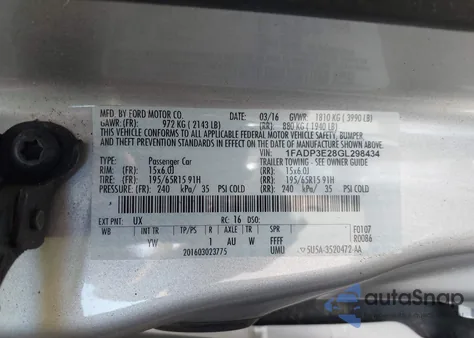 MFD. BY FORD MOTOR CO. DATE: 03/16 GVWR: 1810 KG ( 3990 LB)
GAWR: (FR): 972 KG ( 2143 LB) (RR): 880 KG ( 1940 LB)
THIS VEHICLE CONFORMS TO ALL APPLICABLE FEDERAL MOTOR VEHICLE SAFETY, BUMPER,
AND THEFT PREVENTION STANDARDS IN EFFECT ON THE DATE OF MANUFACTURE SHOWN ABOVE.
VIN: 1FADP3E28GL298434
TYPE: Passenger Car TRAILER TOWING - SEE OWNER GUIDE
RIM: (FR): 15x6.0J (RR): 15x6.0J
TIRES: (FR): 195/65R15 91H (RR): 195/65R15 91H
PRESSURE: (FR): 240 kPa/ 35 PSI COLD (RR): 240 kPa/ 35 PSI COLD
EXT PNT: UX RC: 16 DSO: F0107
WB INT TR TP/PS R AXLE TR SPR R0086
YW 1 AU W FFFF
201603023775 UMU SU5A-3520472-AA
autoSnap